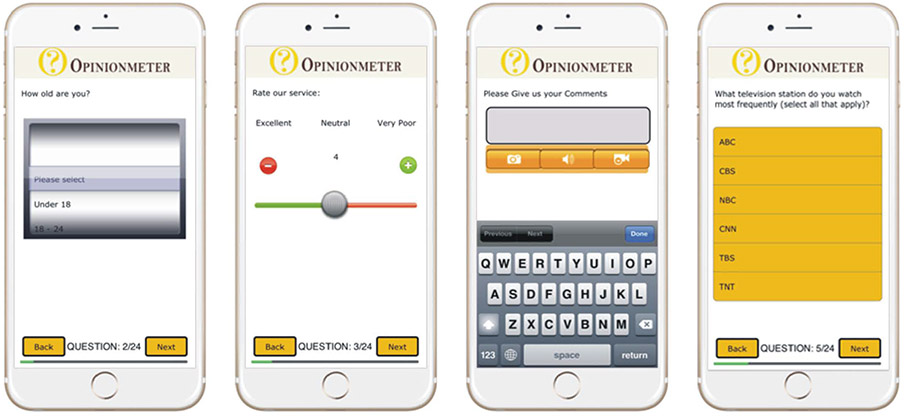 ? OPINIONMETER
How old are you?
Please select
Under 18
18 - 24
Back QUESTION: 2/24 Next
? OPINIONMETER
Rate our service:
Excellent Neutral Very Poor
4
Back QUESTION: 3/24 Next
? OPINIONMETER
Please Give us your Comments
Previous Next Done
Q W E R T Y U I O P
A S D F G H J K L
Z X C V B N M
123 space return
? OPINIONMETER
What television station do you watch
most frequently (select all that apply)?
ABC
CBS
NBC
CNN
TBS
TNT
Back QUESTION: 5/24 Next